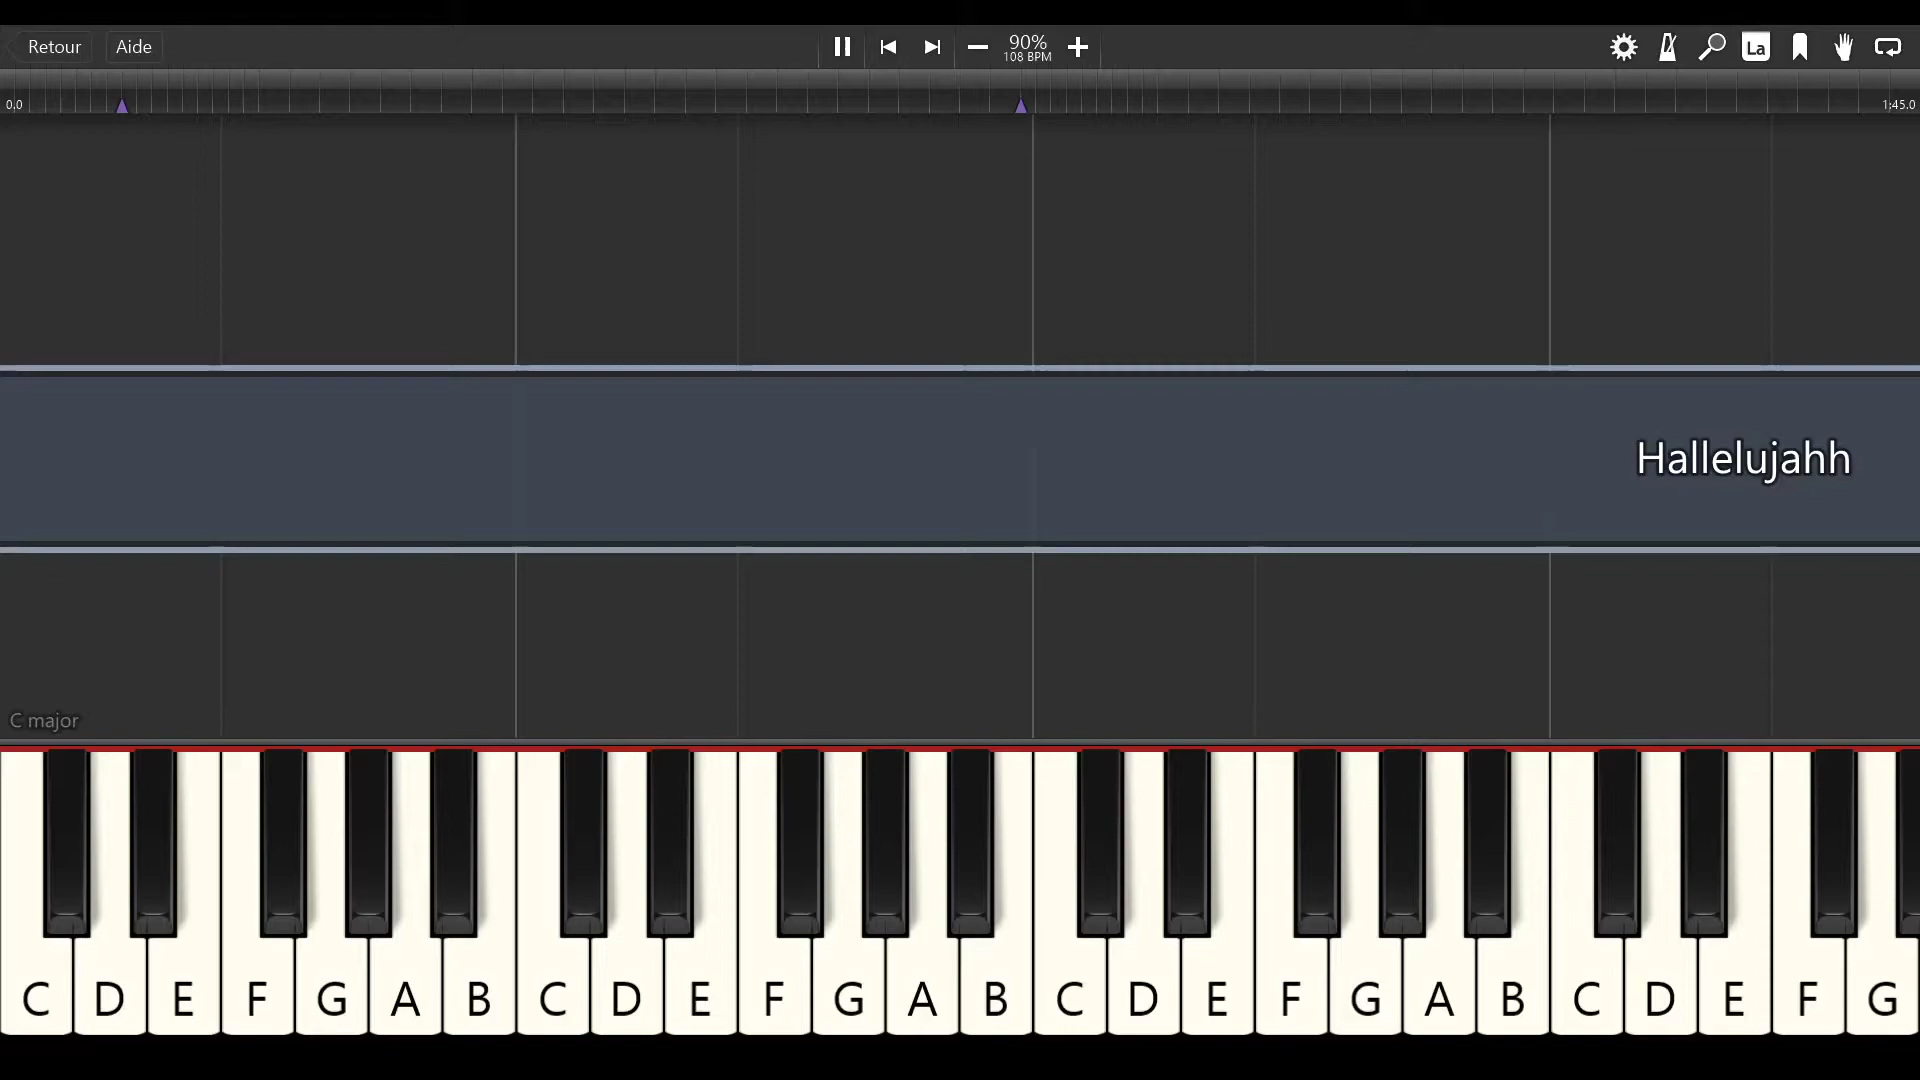 Retour Aide 90% La
108 BPM
0,0 1:45.0
Hallelujahh
C major
C D E F G A B C D E F G A B C D E F G A B C D E F G